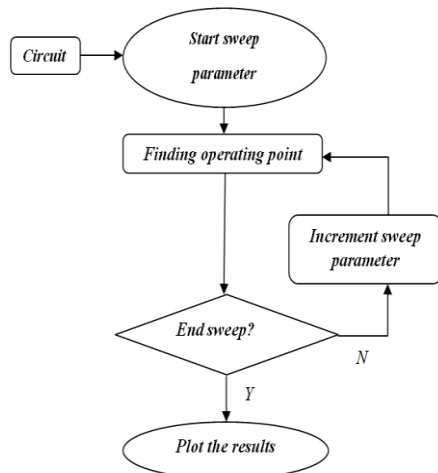 Start sweep
parameter
Circuit
Finding operating point
Increment sweep
parameter
End sweep?
N
Y
Plot the results